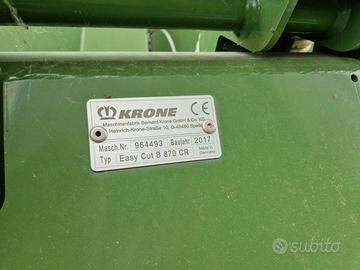 KRONE CE
Maschinenfabrik Bernard Krone GmbH & Co. KG
Heinrich-Krone-Straße 10, D-48480 Spelle
Masch.Nr. 964493 Baujahr 2017
Typ Easy Cut B 870 CR Made in Germany
subito